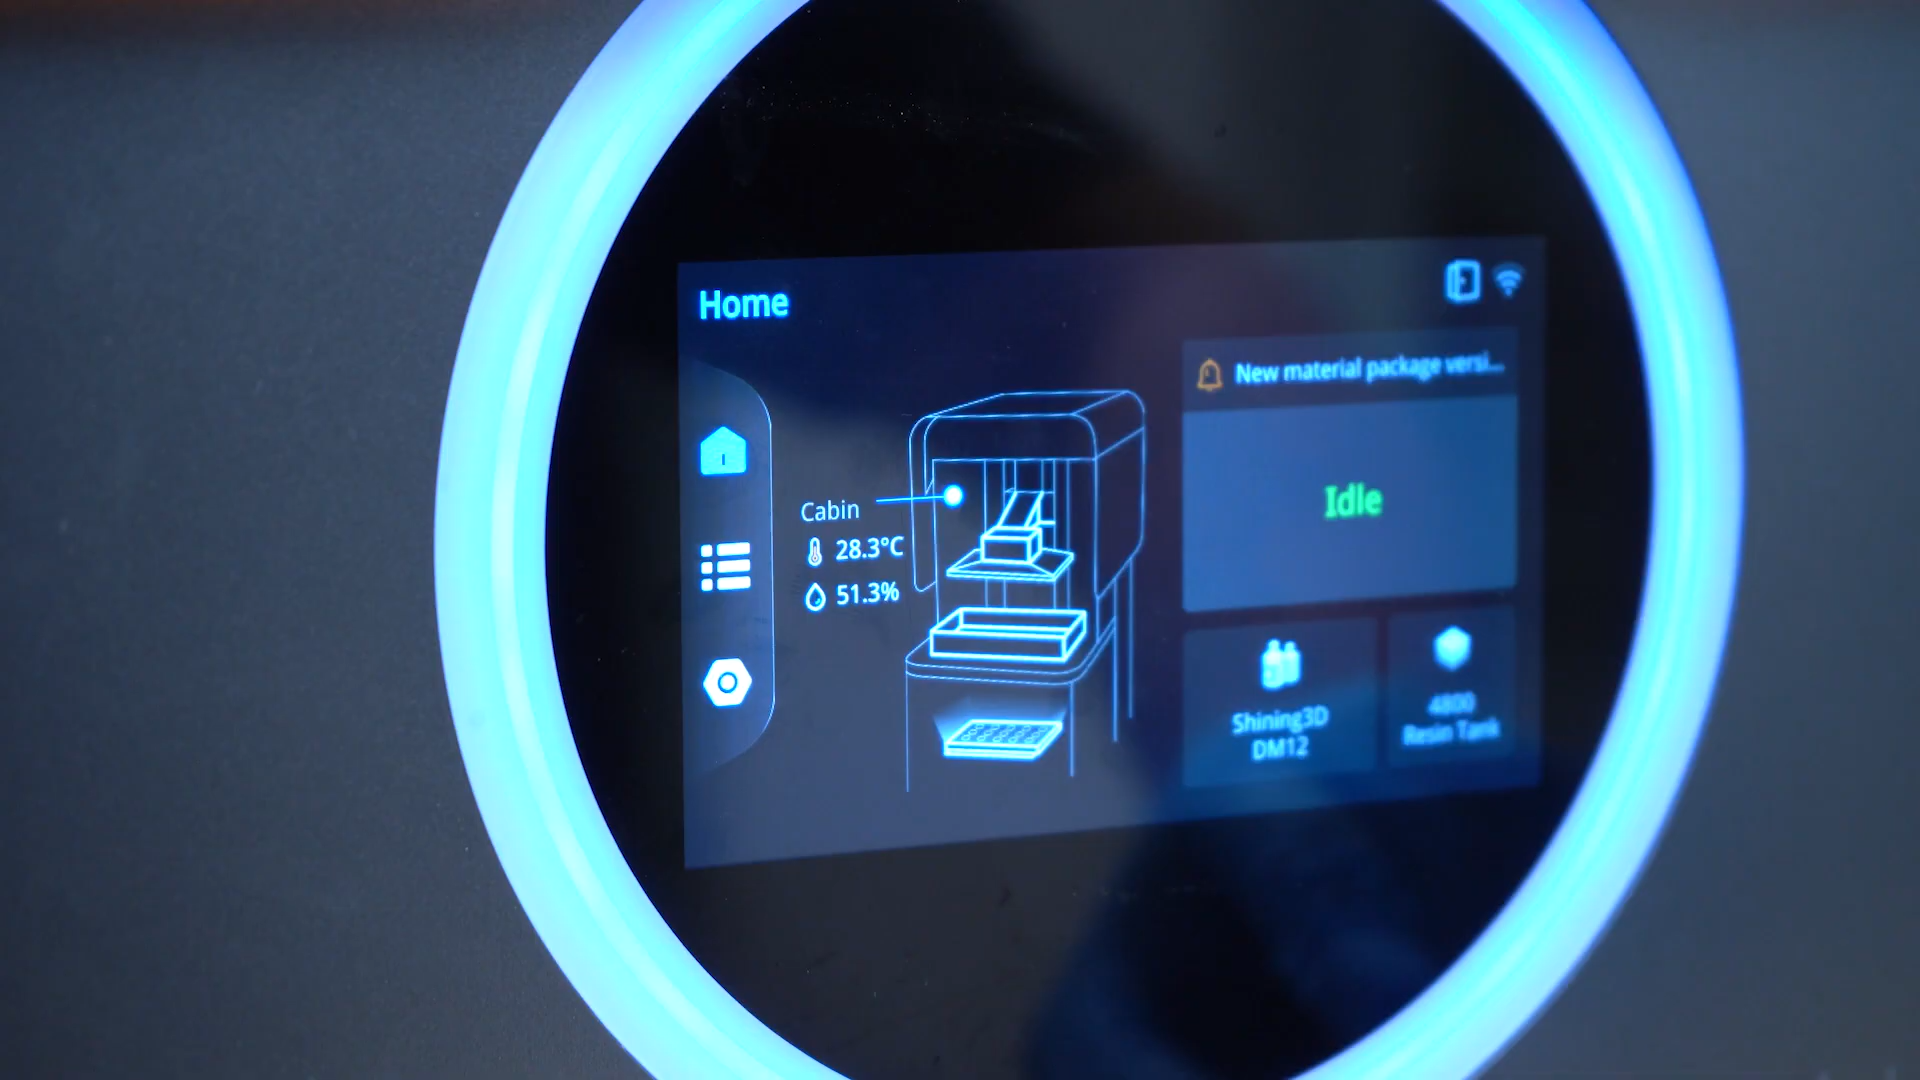 Home
New material package versi...
Cabin
28.3°C
51.3%
Idle
Shining3D
DM12
4800
Resin Tank